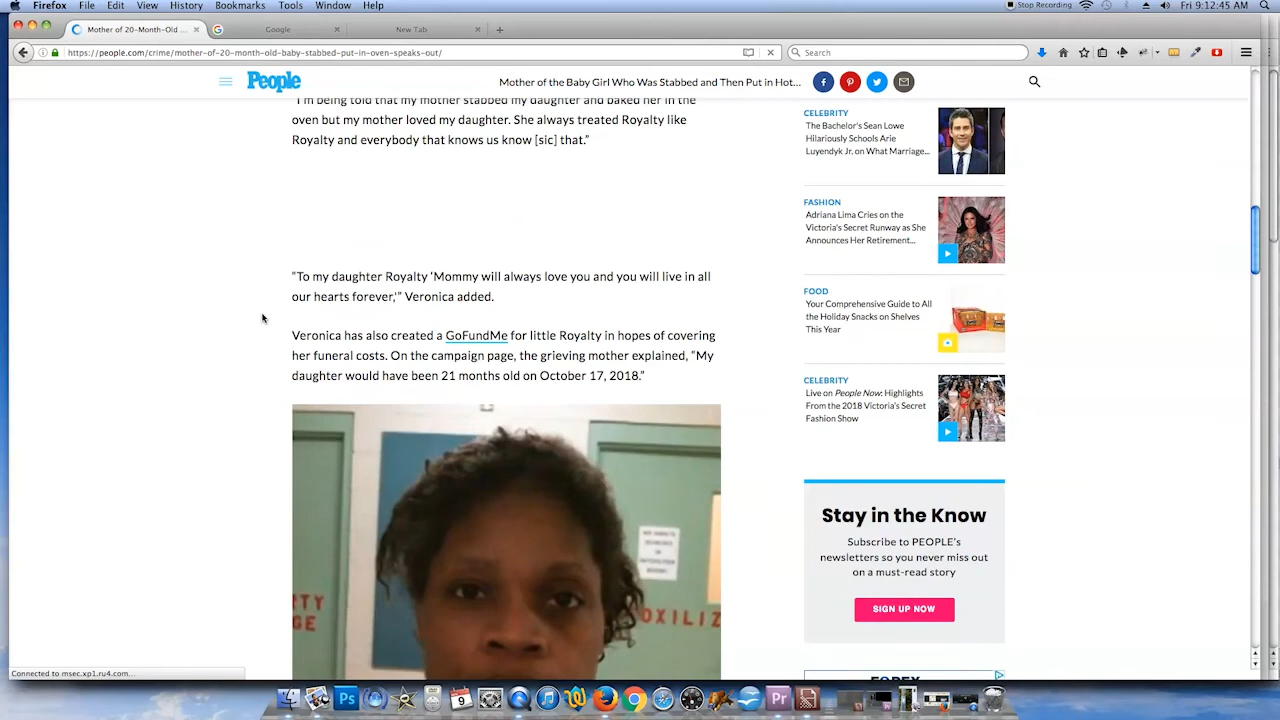 Firefox File Edit View History Bookmarks Tools Window Help
Stop Recording Fri 9:12:45 PM
Mother of 20-Month-Old ...
Google
New Tab
https://people.com/crime/mother-of-20-month-old-baby-stabbed-put-in-oven-speaks-out/
Search
People
Mother of the Baby Girl Who Was Stabbed and Then Put in Hot...
"I'm being told that my mother stabbed my daughter and baked her in the
oven but my mother loved my daughter. She always treated Royalty like
Royalty and everybody that knows us know [sic] that."
"To my daughter Royalty 'Mommy will always love you and you will live in all
our hearts forever,'" Veronica added.
Veronica has also created a GoFundMe for little Royalty in hopes of covering
her funeral costs. On the campaign page, the grieving mother explained, "My
daughter would have been 21 months old on October 17, 2018."
CELEBRITY
The Bachelor's Sean Lowe
Hilariously Schools Arie
Luyendyk Jr. on What Marriage...
FASHION
Adriana Lima Cries on the
Victoria's Secret Runway as She
Announces Her Retirement...
FOOD
Your Comprehensive Guide to All
the Holiday Snacks on Shelves
This Year
CELEBRITY
Live on People Now: Highlights
From the 2018 Victoria's Secret
Fashion Show
Stay in the Know
Subscribe to PEOPLE's
newsletters so you never miss out
on a must-read story
SIGN UP NOW
Connected to msec.xp1.ru4.com...
Ps
9
Pr